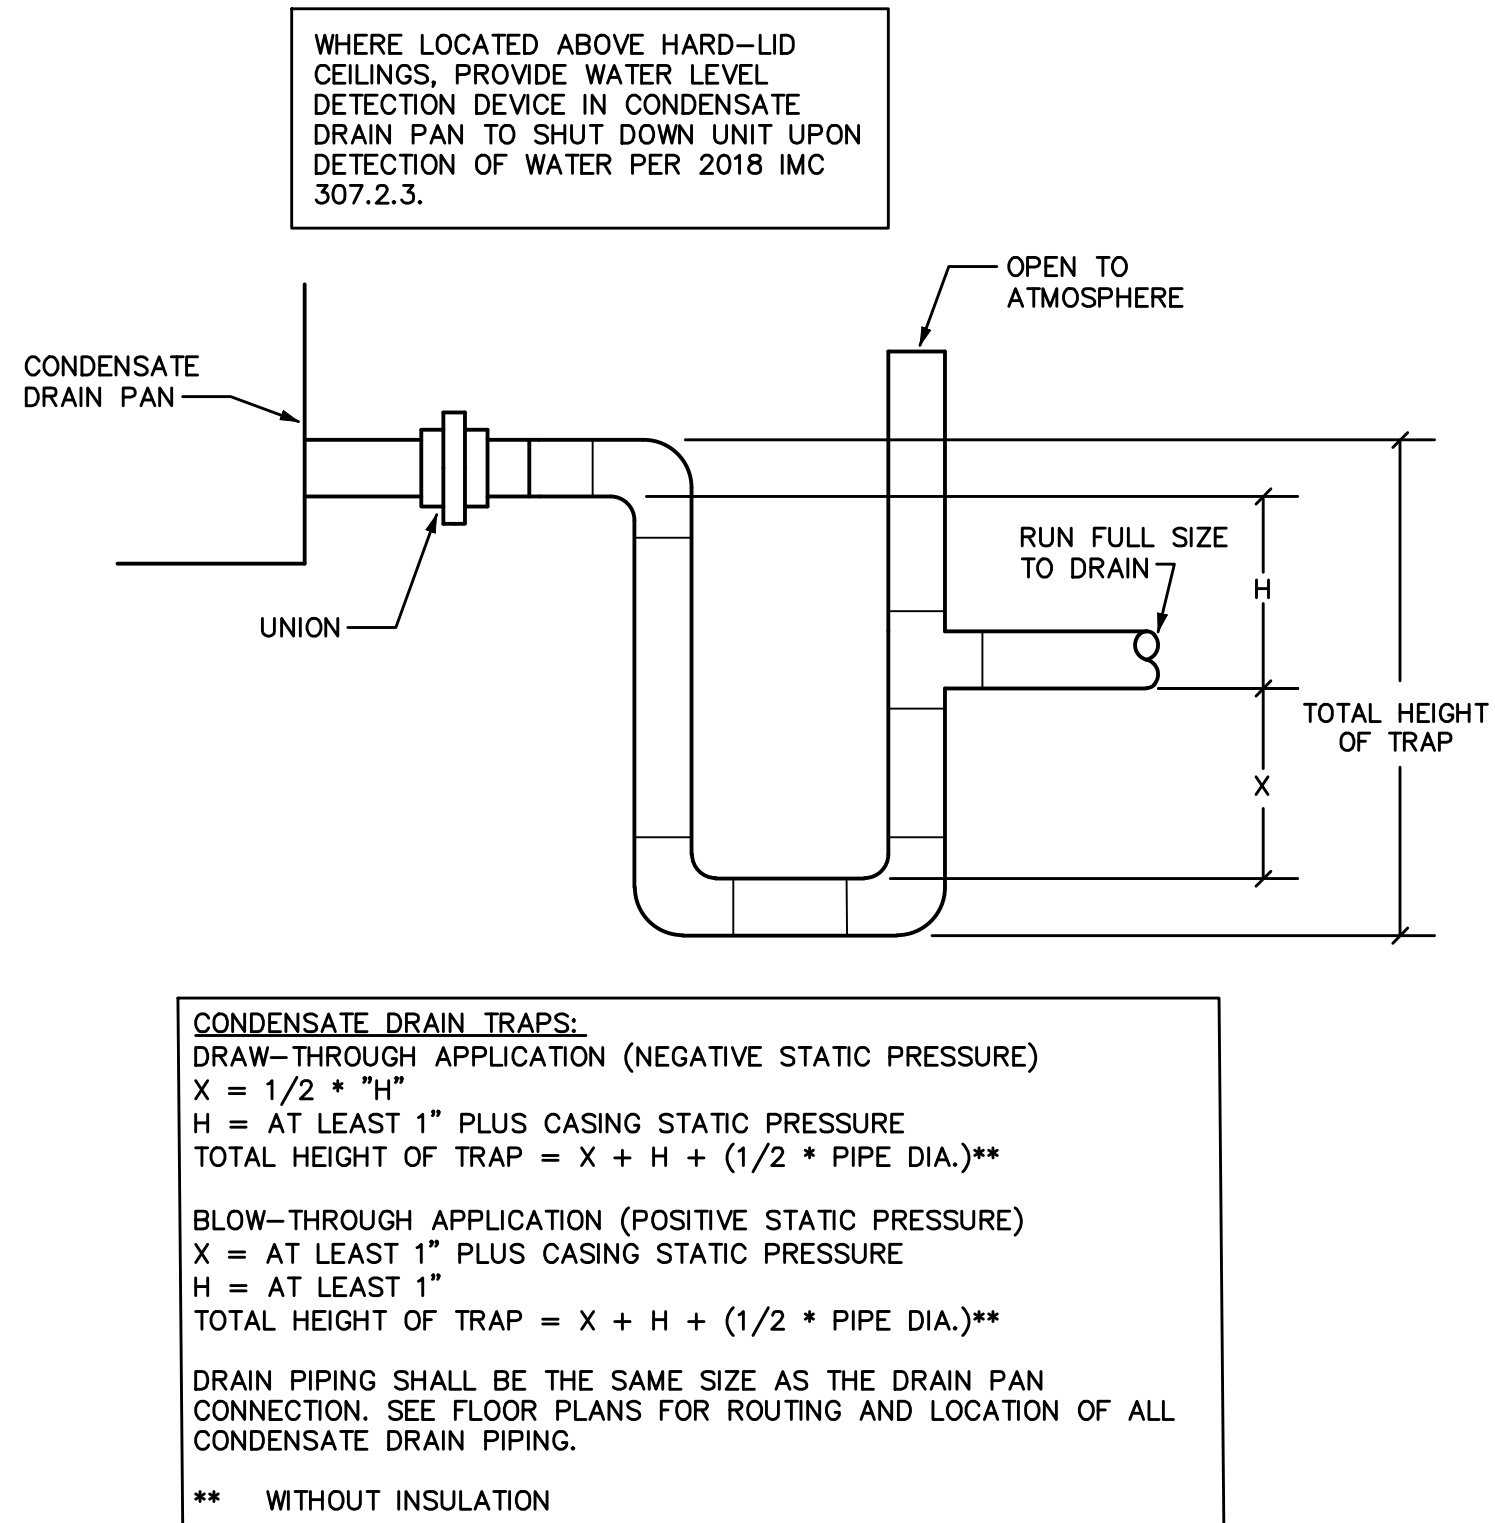 WHERE LOCATED ABOVE HARD-LID
CEILINGS, PROVIDE WATER LEVEL
DETECTION DEVICE IN CONDENSATE
DRAIN PAN TO SHUT DOWN UNIT UPON
DETECTION OF WATER PER 2018 IMC
307.2.3.
OPEN TO
ATMOSPHERE
CONDENSATE
DRAIN PAN
RUN FULL SIZE
TO DRAIN
H
UNION
TOTAL HEIGHT
OF TRAP
X
CONDENSATE DRAIN TRAPS:
DRAW-THROUGH APPLICATION (NEGATIVE STATIC PRESSURE)
X = 1/2 * "H"
H = AT LEAST 1" PLUS CASING STATIC PRESSURE
TOTAL HEIGHT OF TRAP = X + H + (1/2 * PIPE DIA.)**
BLOW-THROUGH APPLICATION (POSITIVE STATIC PRESSURE)
X = AT LEAST 1" PLUS CASING STATIC PRESSURE
H = AT LEAST 1"
TOTAL HEIGHT OF TRAP = X + H + (1/2 * PIPE DIA.)**
DRAIN PIPING SHALL BE THE SAME SIZE AS THE DRAIN PAN
CONNECTION. SEE FLOOR PLANS FOR ROUTING AND LOCATION OF ALL
CONDENSATE DRAIN PIPING.
** WITHOUT INSULATION